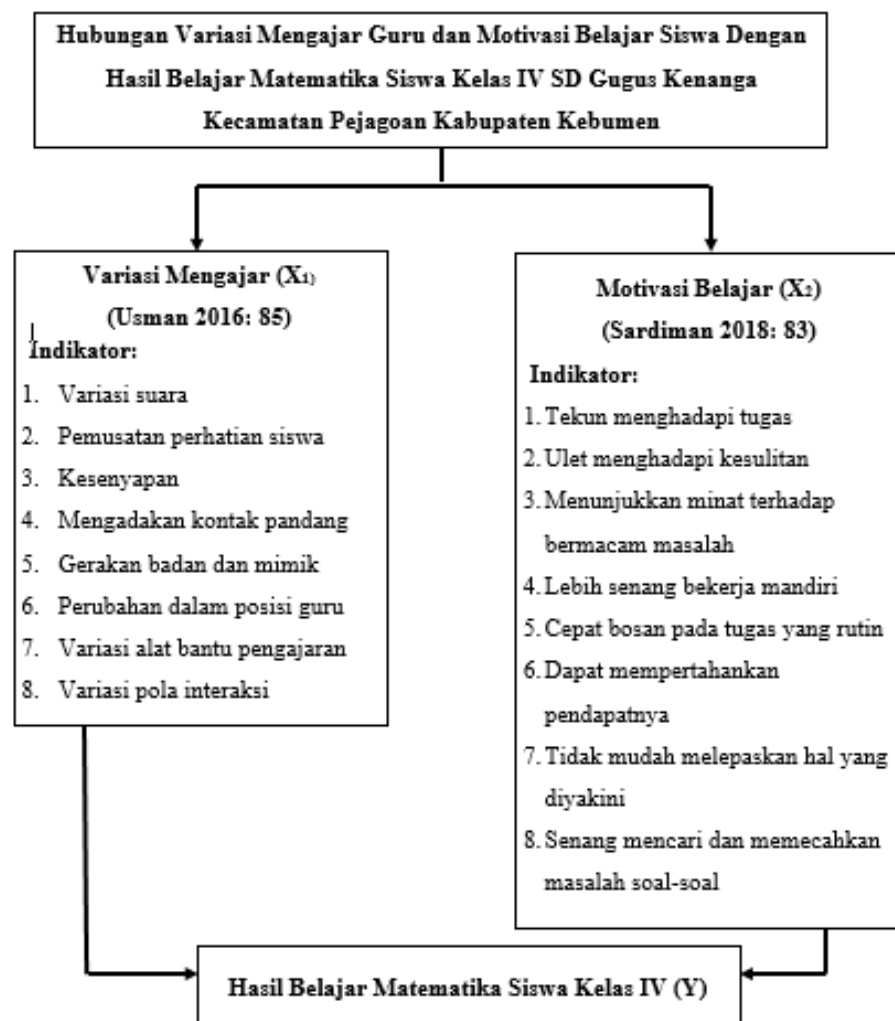 Hubungan Variasi Mengajar Guru dan Motivasi Belajar Siswa Dengan
Hasil Belajar Matematika Siswa Kelas IV SD Gugus Kenanga
Kecamatan Pejagoan Kabupaten Kebumen
Variasi Mengajar (X₁)
(Usman 2016: 85)
Indikator:
1. Variasi suara
2. Pemusatan perhatian siswa
3. Kesenyapan
4. Mengadakan kontak pandang
5. Gerakan badan dan mimik
6. Perubahan dalam posisi guru
7. Variasi alat bantu pengajaran
8. Variasi pola interaksi
Motivasi Belajar (X₂)
(Sardiman 2018: 83)
Indikator:
1. Tekun menghadapi tugas
2. Ulet menghadapi kesulitan
3. Menunjukkan minat terhadap
bermacam masalah
4. Lebih senang bekerja mandiri
5. Cepat bosan pada tugas yang rutin
6. Dapat mempertahankan
pendapatnya
7. Tidak mudah melepaskan hal yang
diyakini
8. Senang mencari dan memecahkan
masalah soal-soal
Hasil Belajar Matematika Siswa Kelas IV (Y)